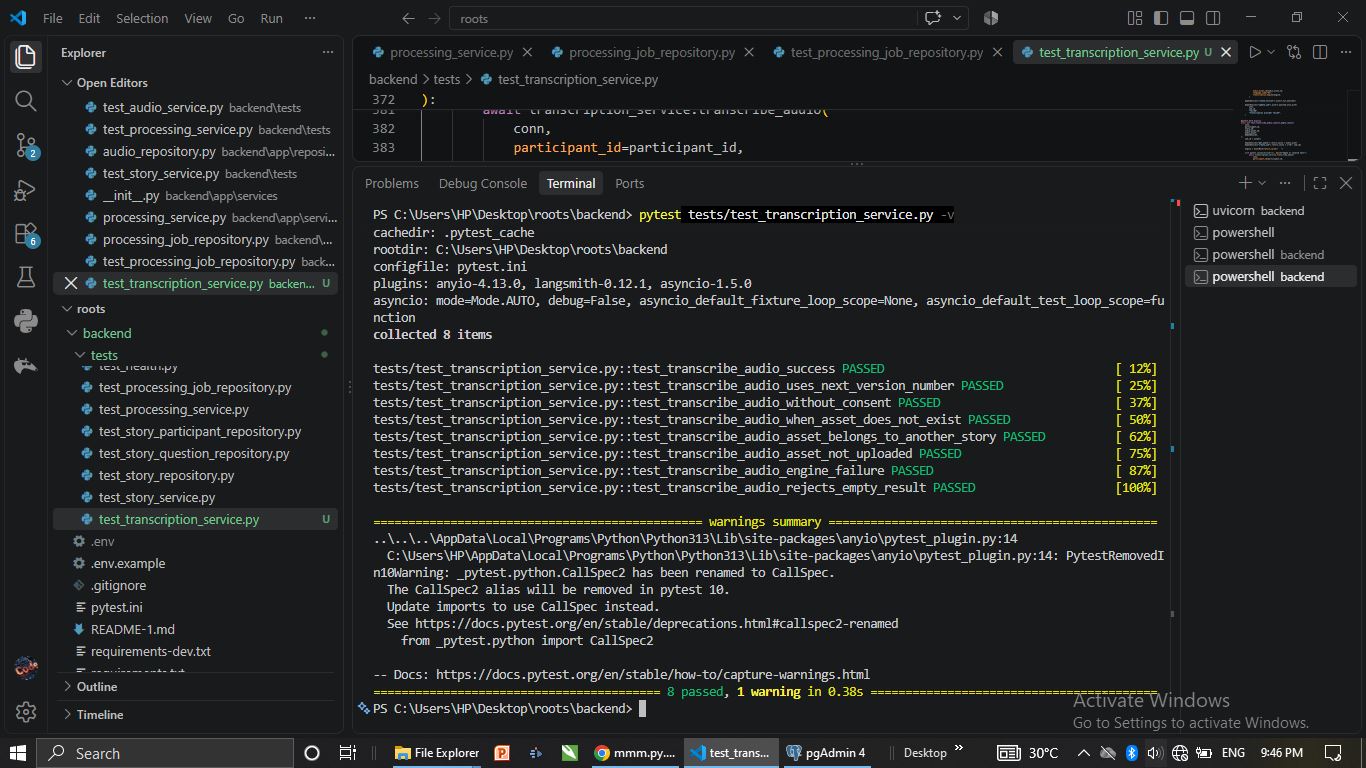 File Edit Selection View Go Run ···
roots
Explorer
Open Editors
test_audio_service.py backend\tests
test_processing_service.py backend\tests
audio_repository.py backend\app\reposi...
test_story_service.py backend\tests
__init__.py backend\app\services
processing_service.py backend\app\servi...
processing_job_repository.py backend\...
test_processing_job_repository.py back...
test_transcription_service.py backen... U
roots
backend
tests
test_health.py
test_processing_job_repository.py
test_processing_service.py
test_story_participant_repository.py
test_story_question_repository.py
test_story_repository.py
test_story_service.py
test_transcription_service.py U
.env
.env.example
.gitignore
pytest.ini
README-1.md
requirements-dev.txt
requirements.txt
Outline
Timeline
processing_service.py
processing_job_repository.py
test_processing_job_repository.py
test_transcription_service.py U
backend > tests > test_transcription_service.py
372 ):
381 await transcription_service.transcribe_audio(
382 conn,
383 participant_id=participant_id,
Problems Debug Console Terminal Ports
PS C:\Users\HP\Desktop\roots\backend> pytest tests/test_transcription_service.py -v
cachedir: .pytest_cache
rootdir: C:\Users\HP\Desktop\roots\backend
configfile: pytest.ini
plugins: anyio-4.13.0, langsmith-0.12.1, asyncio-1.5.0
asyncio: mode=Mode.AUTO, debug=False, asyncio_default_fixture_loop_scope=None, asyncio_default_test_loop_scope=fu
nction
collected 8 items
tests/test_transcription_service.py::test_transcribe_audio_success PASSED [ 12%]
tests/test_transcription_service.py::test_transcribe_audio_uses_next_version_number PASSED [ 25%]
tests/test_transcription_service.py::test_transcribe_audio_without_consent PASSED [ 37%]
tests/test_transcription_service.py::test_transcribe_audio_when_asset_does_not_exist PASSED [ 50%]
tests/test_transcription_service.py::test_transcribe_audio_asset_belongs_to_another_story PASSED [ 62%]
tests/test_transcription_service.py::test_transcribe_audio_asset_not_uploaded PASSED [ 75%]
tests/test_transcription_service.py::test_transcribe_audio_engine_failure PASSED [ 87%]
tests/test_transcription_service.py::test_transcribe_audio_rejects_empty_result PASSED [100%]
=============================================== warnings summary ===============================================
..\..\..\AppData\Local\Programs\Python\Python313\Lib\site-packages\anyio\pytest_plugin.py:14
C:\Users\HP\AppData\Local\Programs\Python\Python313\Lib\site-packages\anyio\pytest_plugin.py:14: PytestRemovedI
n10Warning: _pytest.python.CallSpec2 has been renamed to CallSpec.
The CallSpec2 alias will be removed in pytest 10.
Update imports to use CallSpec instead.
See https://docs.pytest.org/en/stable/deprecations.html#callspec2-renamed
from _pytest.python import CallSpec2
-- Docs: https://docs.pytest.org/en/stable/how-to/capture-warnings.html
========================================= 8 passed, 1 warning in 0.38s =========================================
PS C:\Users\HP\Desktop\roots\backend>
uvicorn backend
powershell
powershell backend
powershell backend
2
6
Activate Windows
Go to Settings to activate Windows.
Search
File Explorer
mmm.py....
test_trans...
pgAdmin 4
Desktop
30°C
ENG
9:46 PM